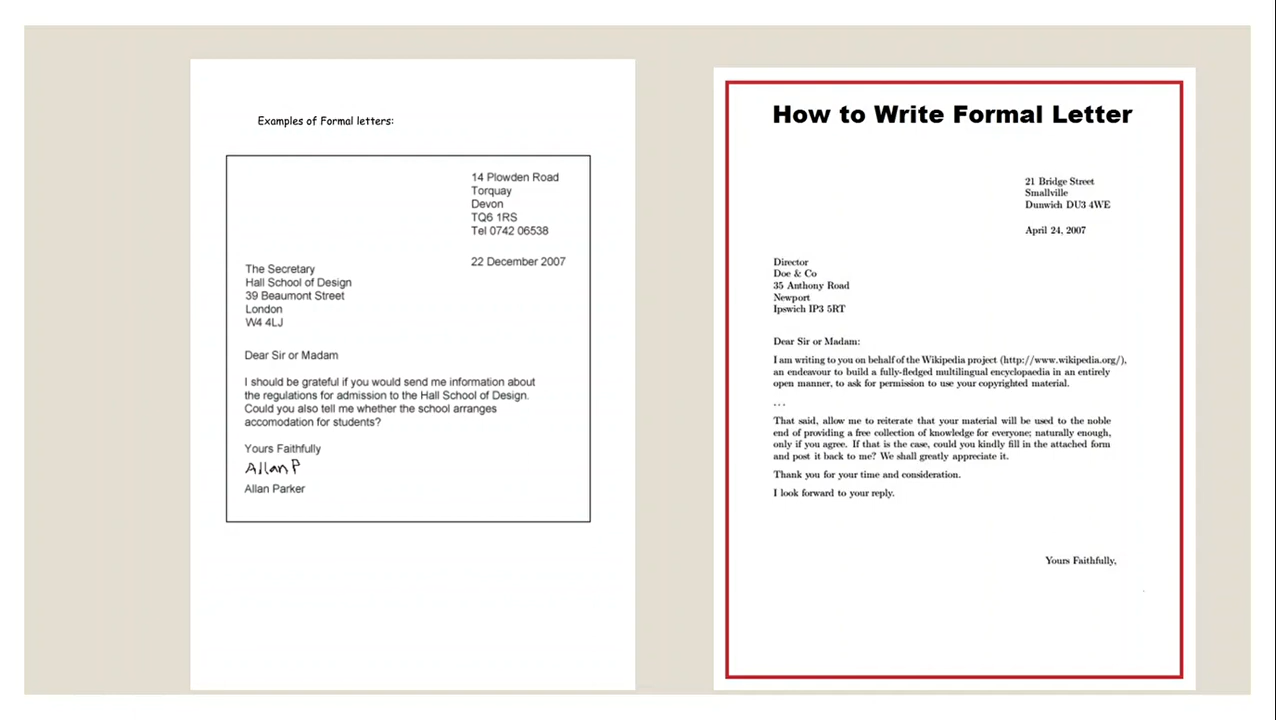 Examples of Formal letters:
14 Plowden Road
Torquay
Devon
TQ6 1RS
Tel 0742 06538
22 December 2007
The Secretary
Hall School of Design
39 Beaumont Street
London
W4 4LJ
Dear Sir or Madam
I should be grateful if you would send me information about
the regulations for admission to the Hall School of Design.
Could you also tell me whether the school arranges
accomodation for students?
Yours Faithfully
Allan P
Allan Parker
How to Write Formal Letter
21 Bridge Street
Smallville
Dunwich DU3 4WE
April 24, 2007
Director
Doe & Co
35 Anthony Road
Newport
Ipswich IP3 5RT
Dear Sir or Madam:
I am writing to you on behalf of the Wikipedia project (http://www.wikipedia.org/),
an endeavour to build a fully-fledged multilingual encyclopaedia in an entirely
open manner, to ask for permission to use your copyrighted material.
...
That said, allow me to reiterate that your material will be used to the noble
end of providing a free collection of knowledge for everyone; naturally enough,
only if you agree. If that is the case, could you kindly fill in the attached form
and post it back to me? We shall greatly appreciate it.
Thank you for your time and consideration.
I look forward to your reply.
Yours Faithfully,